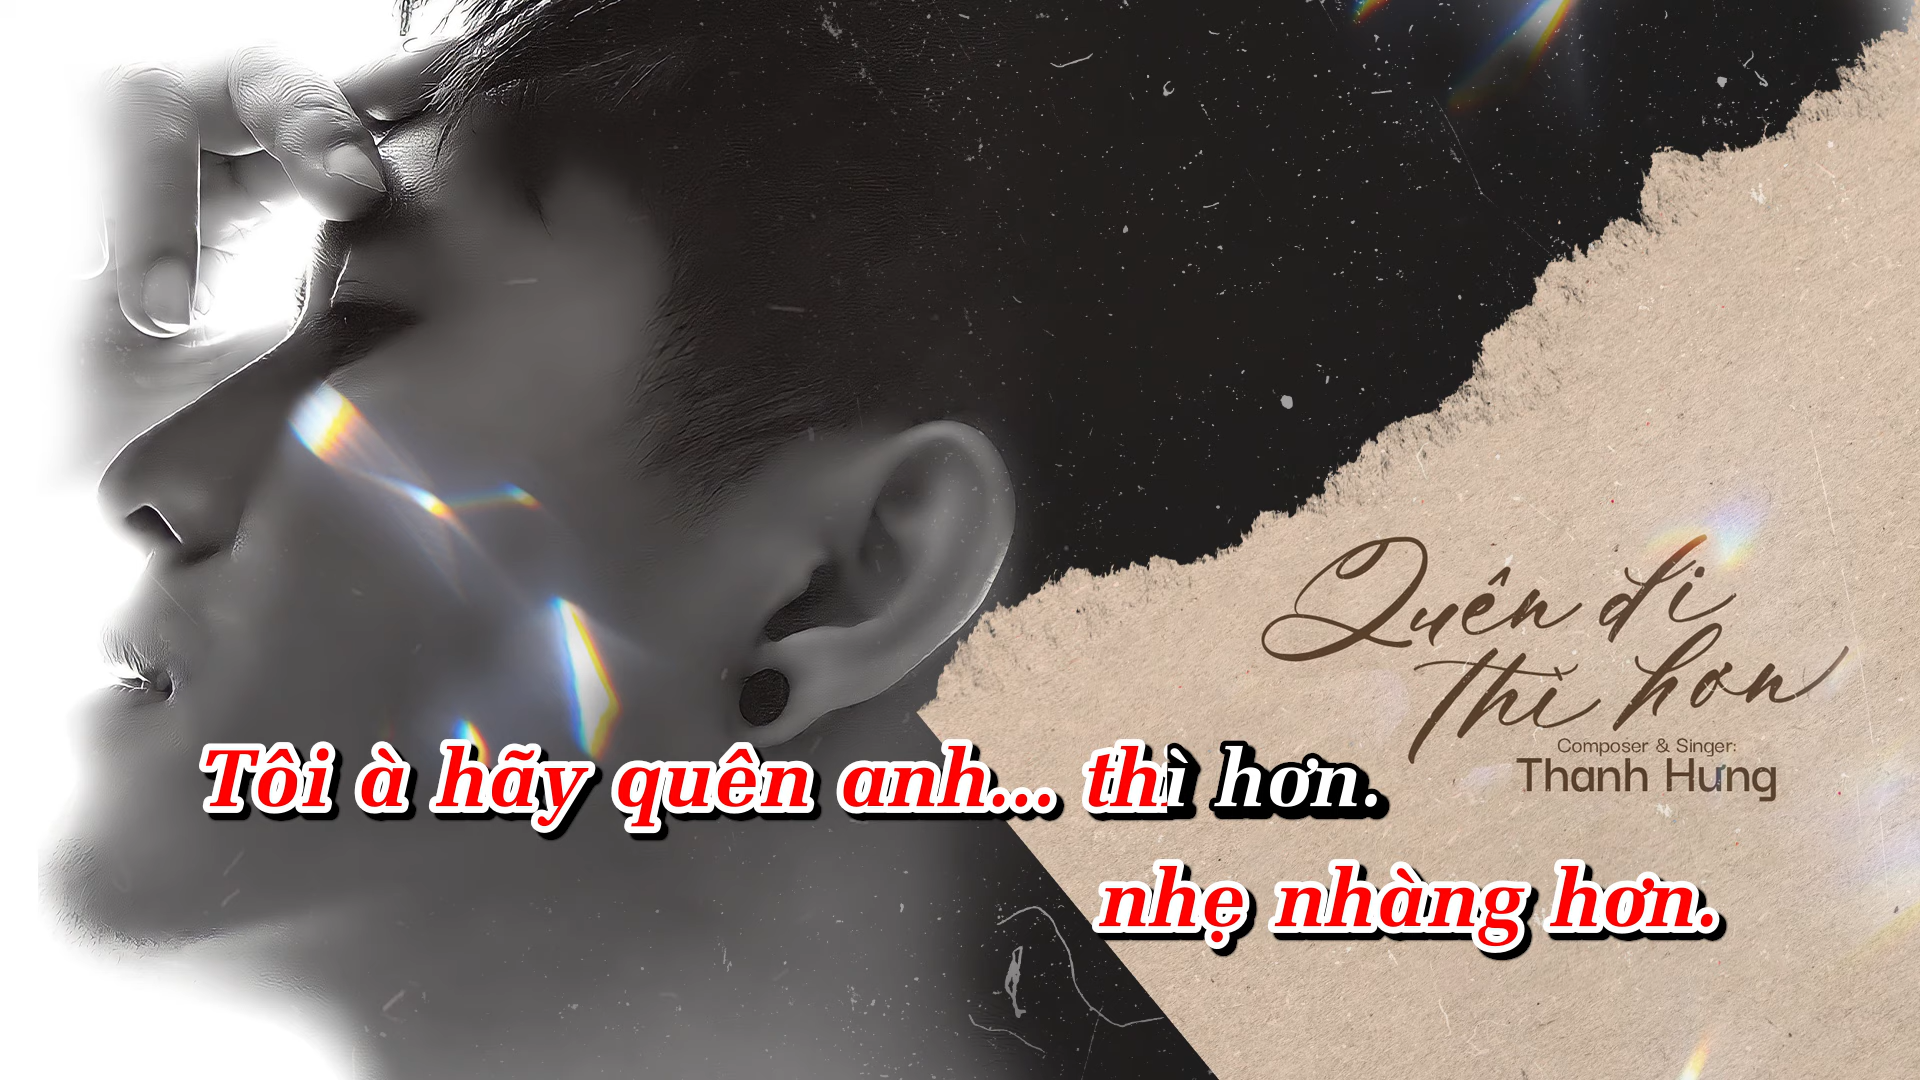 Quên đi
thì hơn
Composer & Singer:
Thanh Hưng
Tôi à hãy quên anh... thì hơn.
nhẹ nhàng hơn.